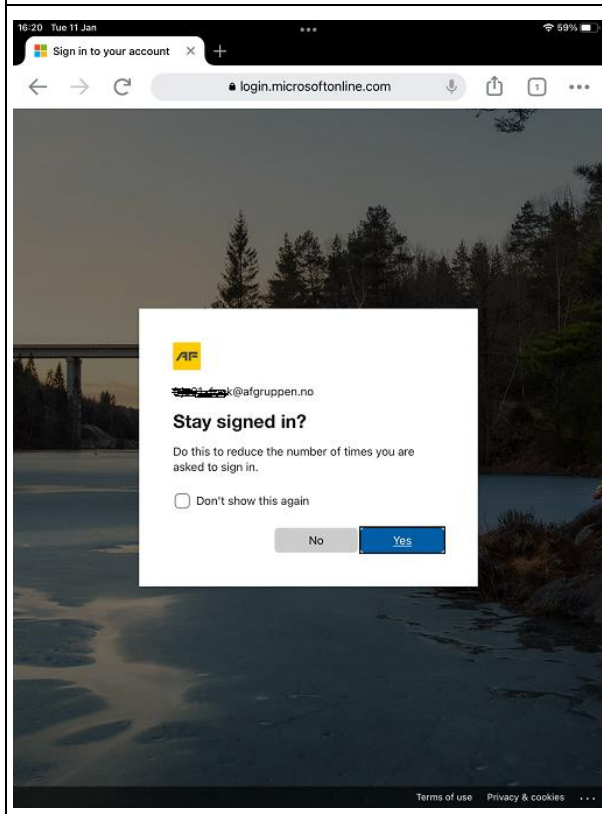 16:20 Tue 11 Jan
59%
Sign in to your account
login.microsoftonline.com
1
AF
k@afgruppen.no
Stay signed in?
Do this to reduce the number of times you are
asked to sign in.
Don't show this again
No Yes
Terms of use Privacy & cookies